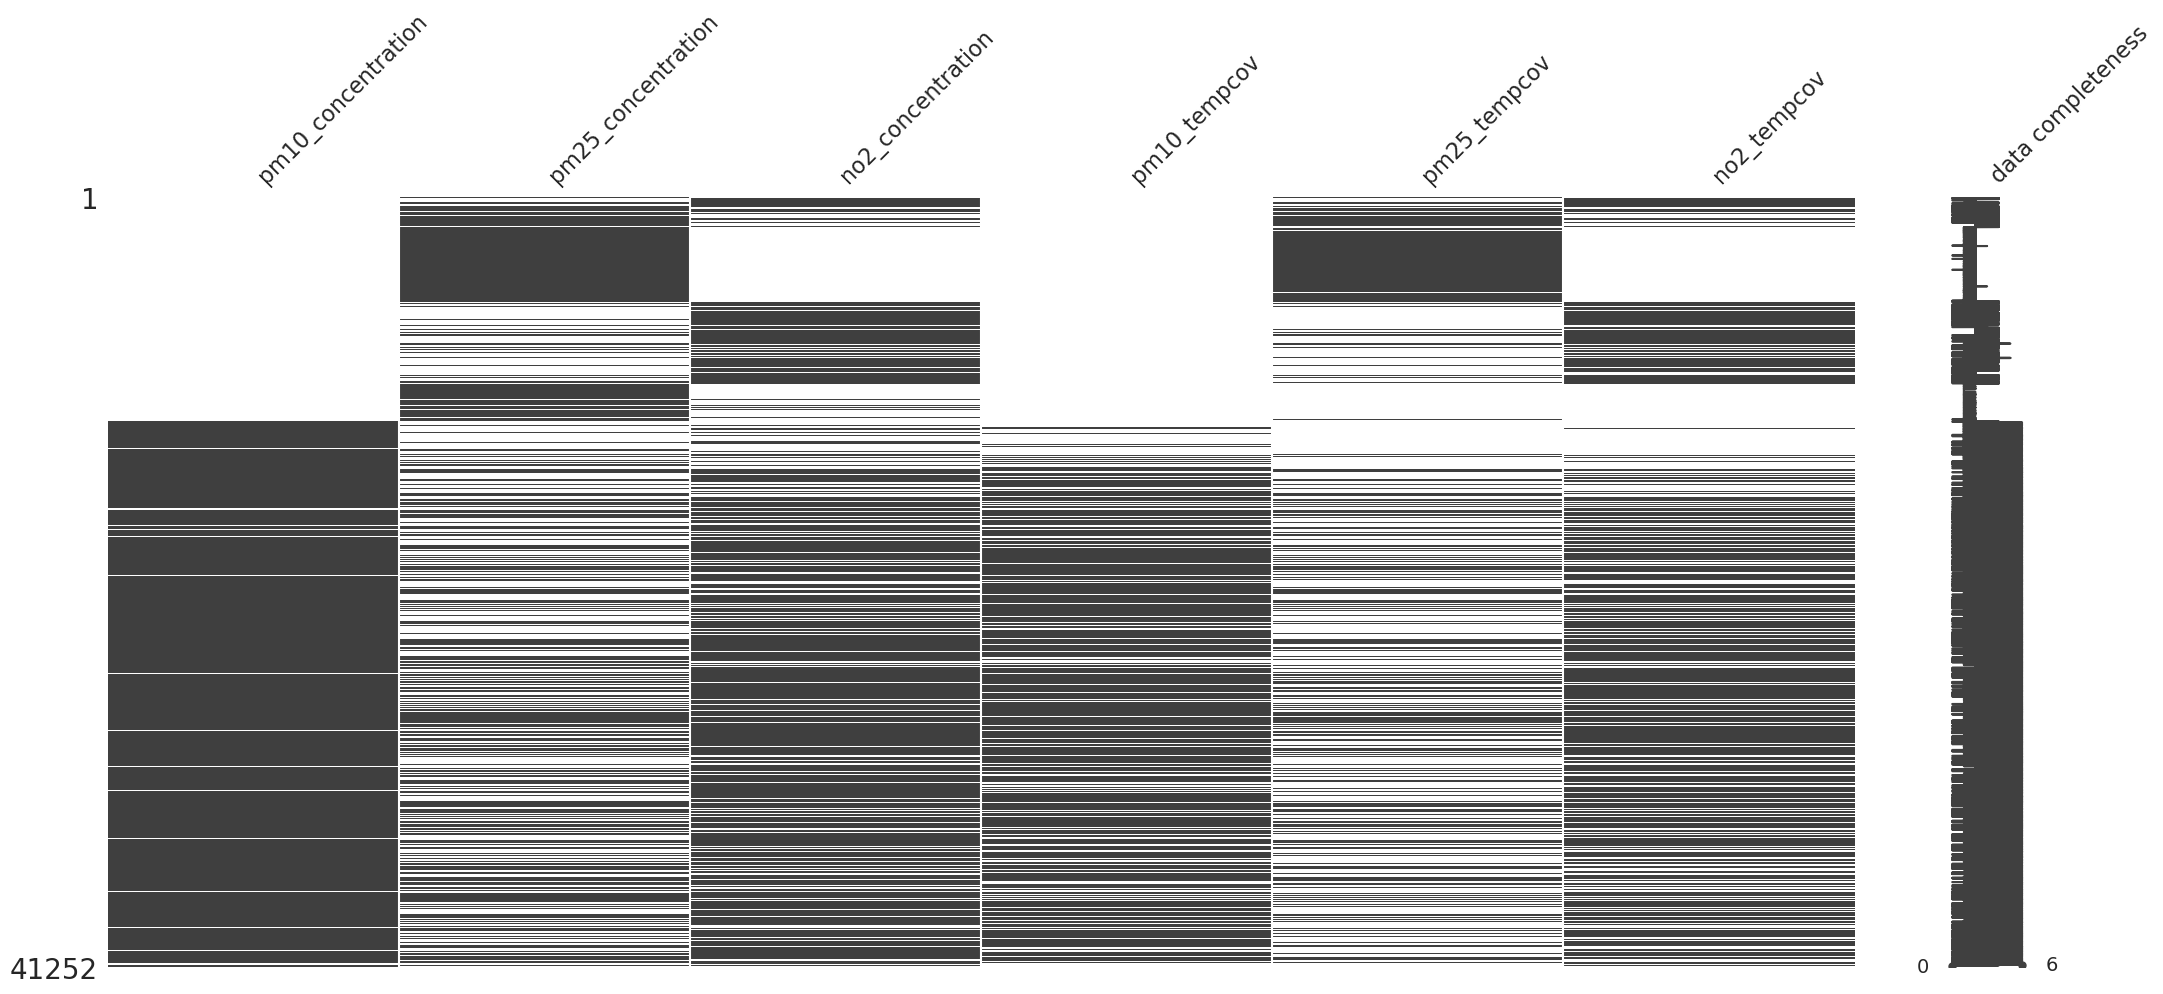 pm10_concentration
pm25_concentration
no2_concentration
pm10_tempcov
pm25_tempcov
no2_tempcov
data completeness
1
41252
0
6